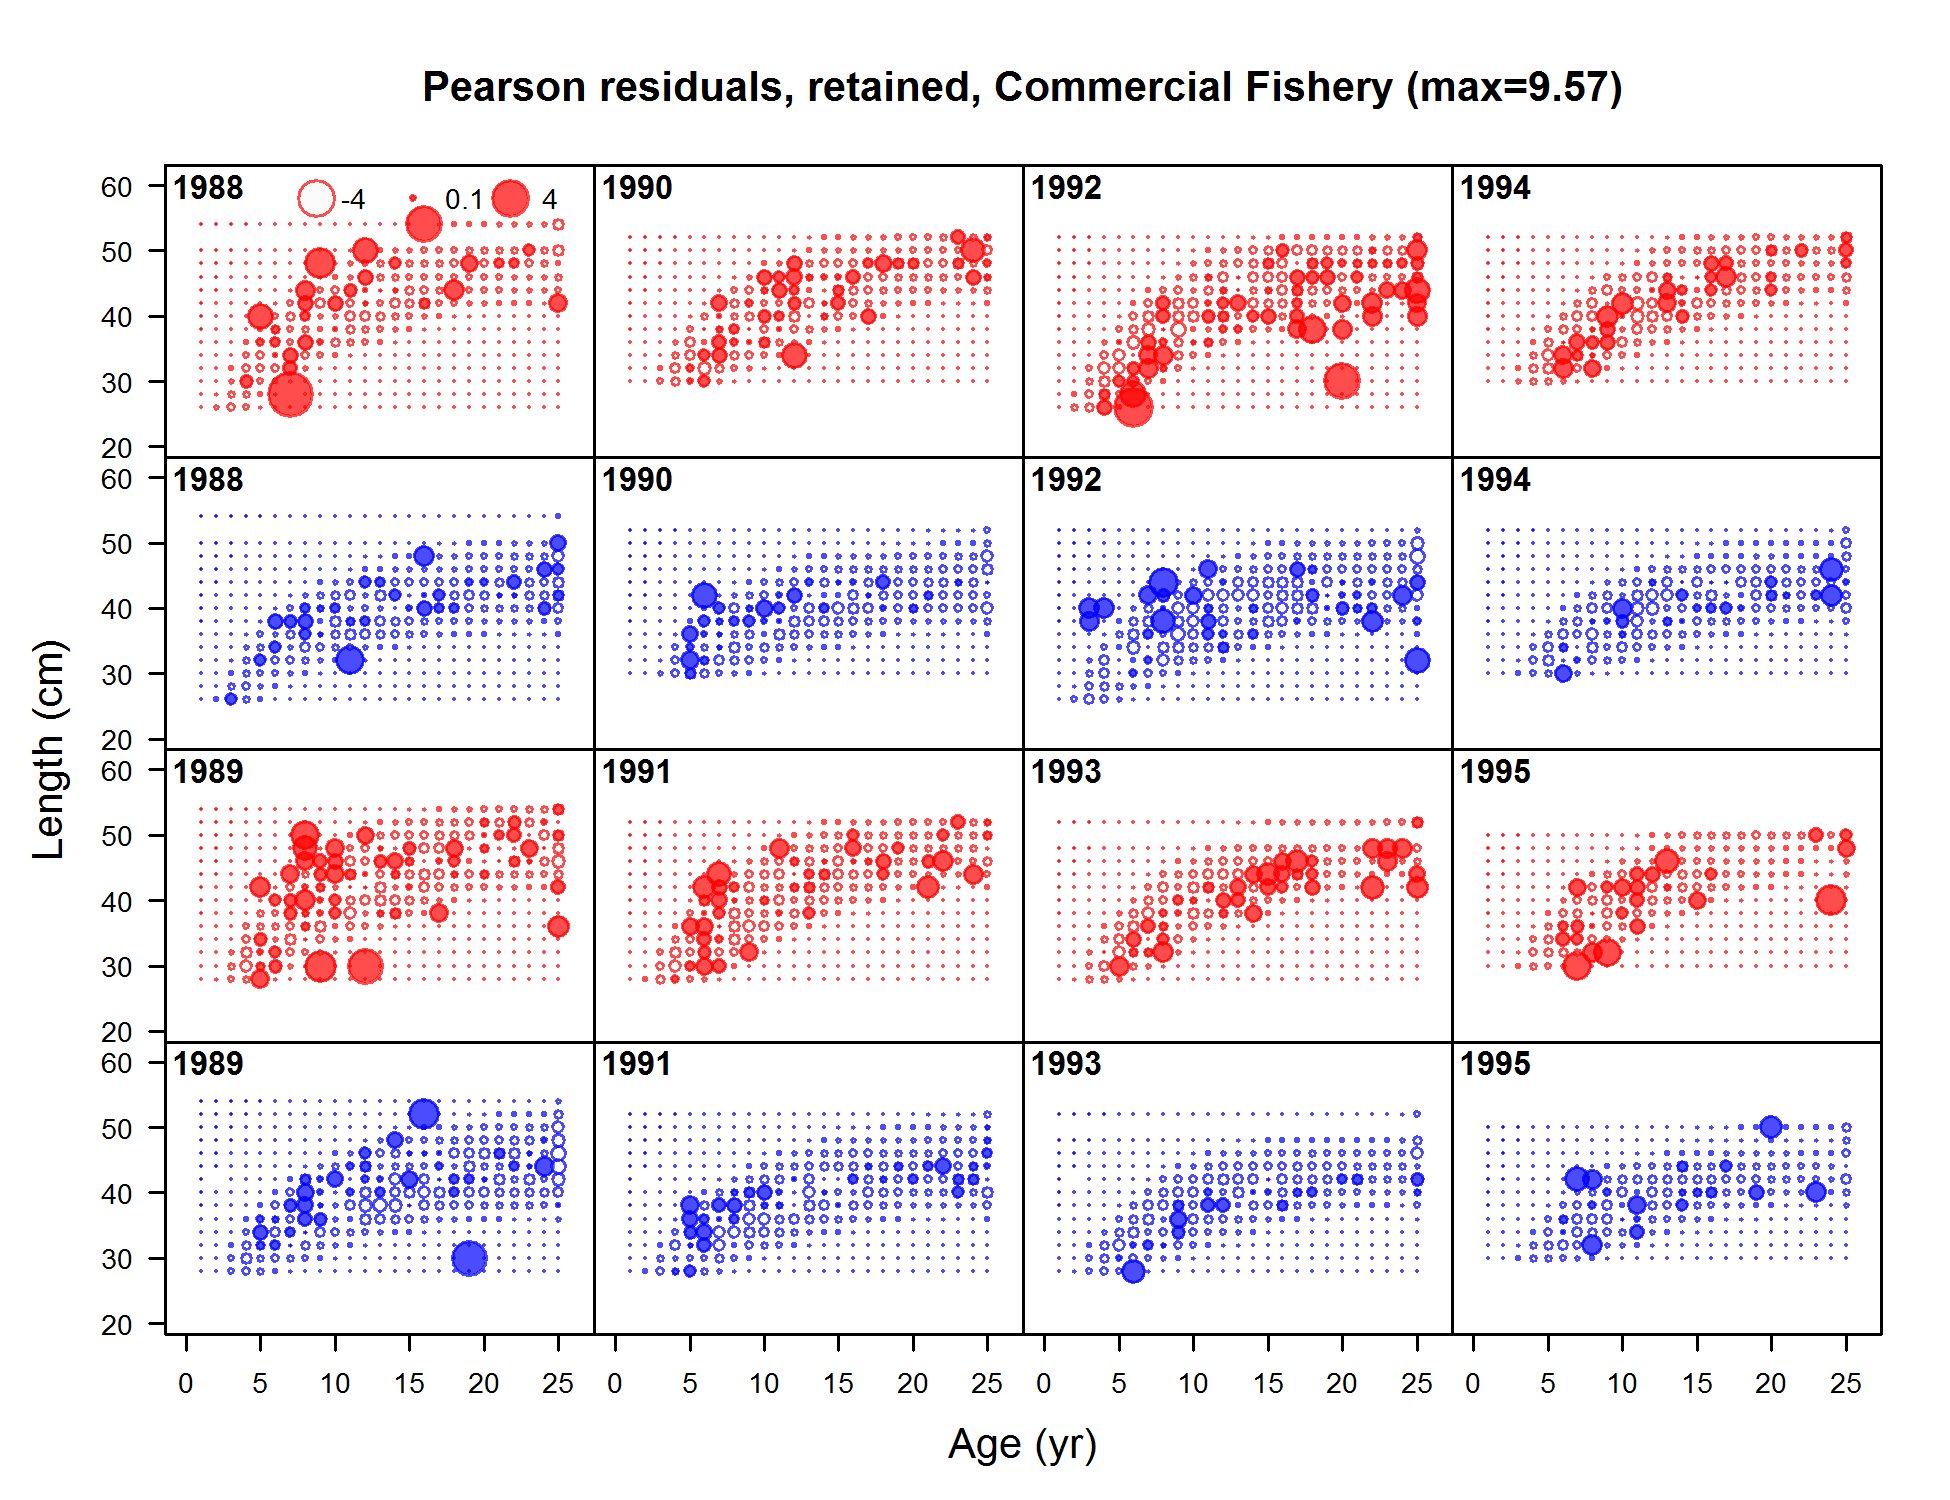 Pearson residuals, retained, Commercial Fishery (max=9.57)
1988 -4 0.1 4 1990 1992 1994
60
50
40
30
20
1988 1990 1992 1994
60
50
40
30
20
Length (cm)
1989 1991 1993 1995
60
50
40
30
20
1989 1991 1993 1995
60
50
40
30
20
0 5 10 15 20 25 0 5 10 15 20 25 0 5 10 15 20 25 0 5 10 15 20 25
Age (yr)